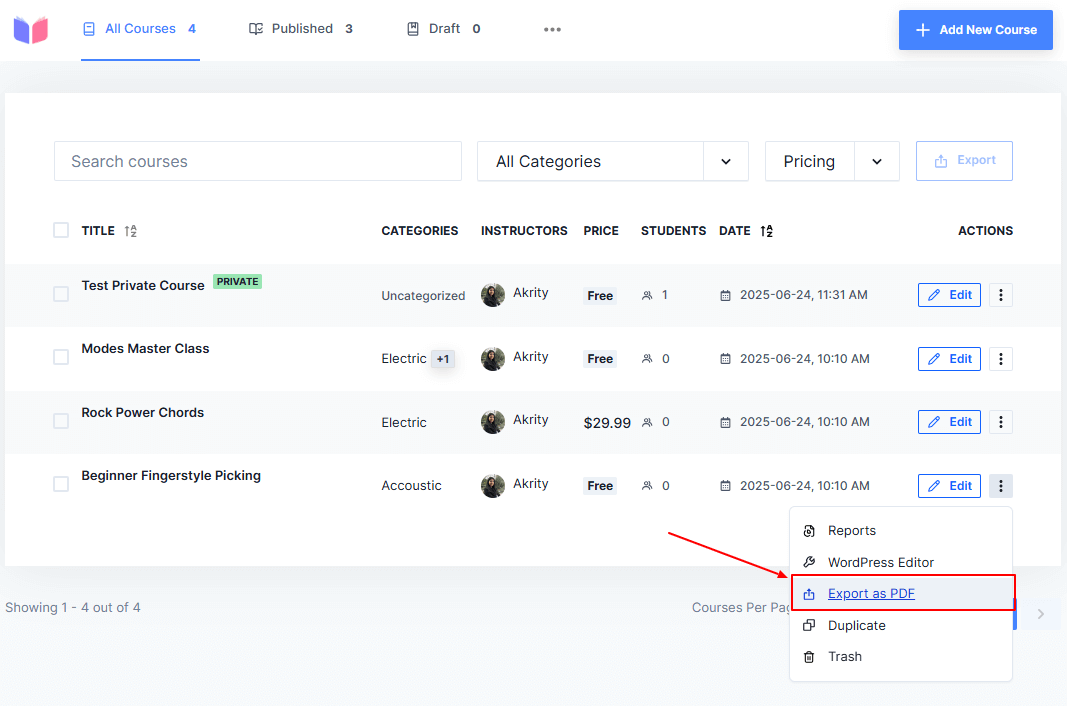 All Courses 4 Published 3 Draft 0 ••• Add New Course
Search courses All Categories Pricing Export
TITLE CATEGORIES INSTRUCTORS PRICE STUDENTS DATE ACTIONS
Test Private Course PRIVATE Uncategorized Akrity Free 1 2025-06-24, 11:31 AM Edit
Modes Master Class Electric +1 Akrity Free 0 2025-06-24, 10:10 AM Edit
Rock Power Chords Electric Akrity $29.99 0 2025-06-24, 10:10 AM Edit
Beginner Fingerstyle Picking Accoustic Akrity Free 0 2025-06-24, 10:10 AM Edit
Reports
WordPress Editor
Export as PDF
Showing 1 - 4 out of 4 Courses Per
Duplicate
Trash